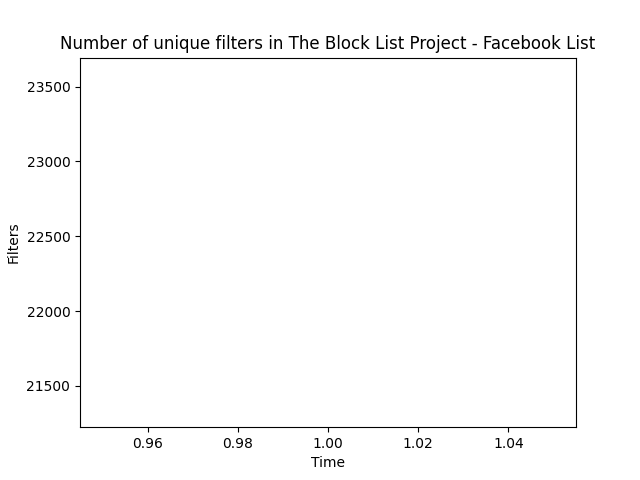 Number of unique filters in The Block List Project - Facebook List
23500
23000
22500
22000
21500
Filters
0.96 0.98 1.00 1.02 1.04
Time